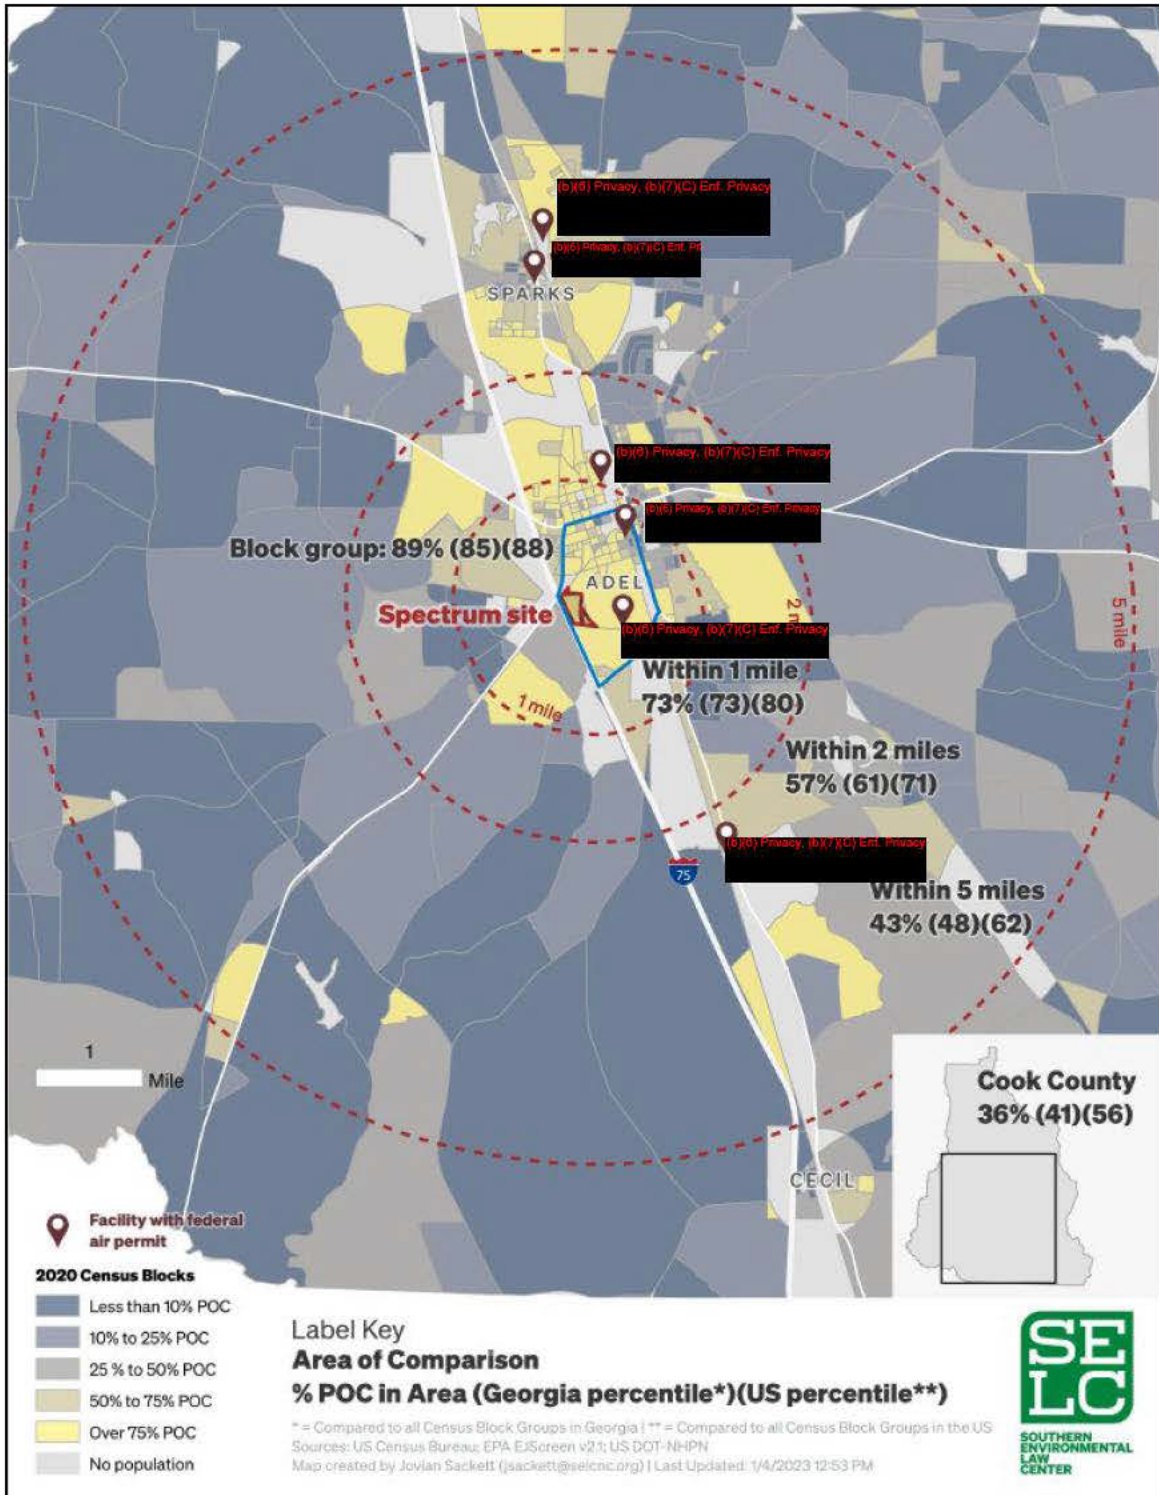 (b)(6) Privacy, (b)(7)(C) Enf. Privacy
(b)(6) Privacy, (b)(7)(C) Enf. Pri
SPARKS
(b)(6) Privacy, (b)(7)(C) Enf. Privacy
(b)(6) Privacy, (b)(7)(C) Enf. Privacy
Block group: 89% (85)(88)
ADEL
Spectrum site
(b)(6) Privacy, (b)(7)(C) Enf. Privacy
2 m
5 mile
Within 1 mile
73% (73)(80)
1 mile
Within 2 miles
57% (61)(71)
(b)(6) Privacy, (b)(7)(C) Enf. Privacy
75
Within 5 miles
43% (48)(62)
1
Mile
Cook County
36% (41)(56)
CECIL
Facility with federal
air permit
2020 Census Blocks
Less than 10% POC
10% to 25% POC
25 % to 50% POC
50% to 75% POC
Over 75% POC
No population
Label Key
Area of Comparison
% POC in Area (Georgia percentile*)(US percentile**)
* = Compared to all Census Block Groups in Georgia | ** = Compared to all Census Block Groups in the US
Sources: US Census Bureau; EPA EJScreen v2.1; US DOT-NHPN
Map created by Jovian Sackett (jsackett@selcnc.org) | Last Updated: 1/4/2023 12:53 PM
SE
LC
SOUTHERN
ENVIRONMENTAL
LAW
CENTER